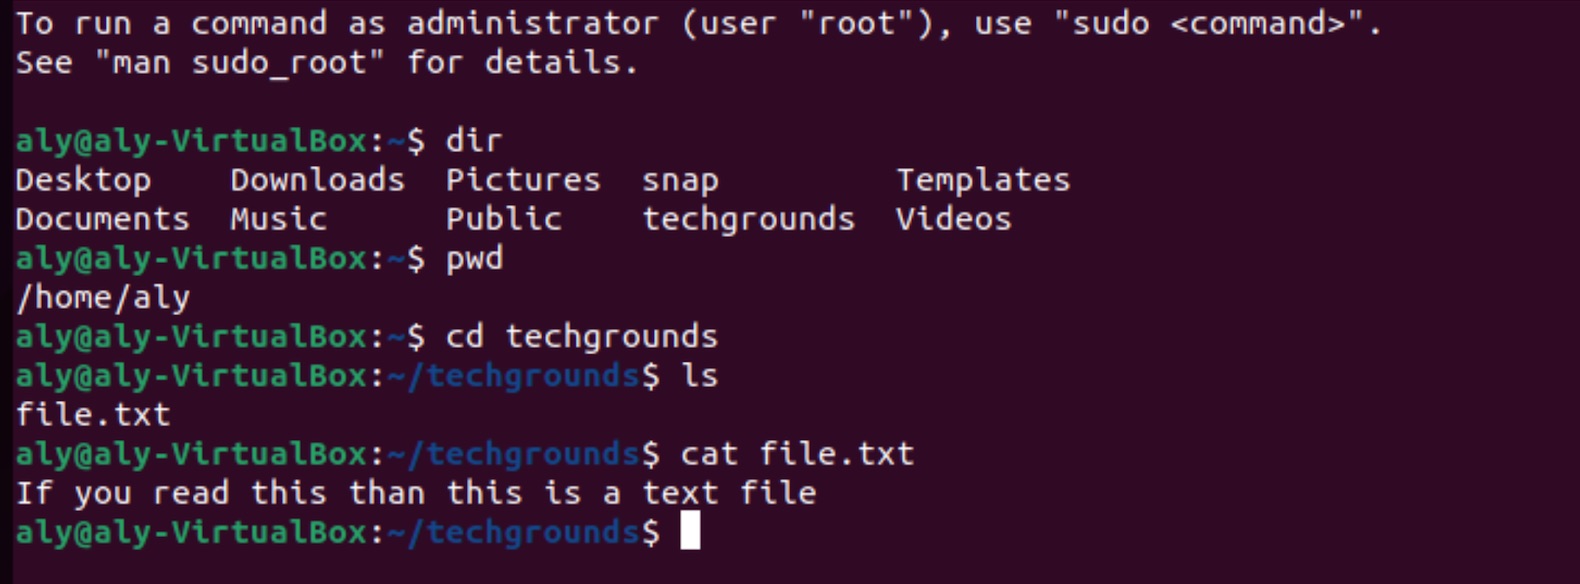 To run a command as administrator (user "root"), use "sudo <command>".
See "man sudo_root" for details.
aly@aly-VirtualBox:~$ dir
Desktop    Downloads  Pictures  snap         Templates
Documents  Music      Public    techgrounds  Videos
aly@aly-VirtualBox:~$ pwd
/home/aly
aly@aly-VirtualBox:~$ cd techgrounds
aly@aly-VirtualBox:~/techgrounds$ ls
file.txt
aly@aly-VirtualBox:~/techgrounds$ cat file.txt
If you read this than this is a text file
aly@aly-VirtualBox:~/techgrounds$